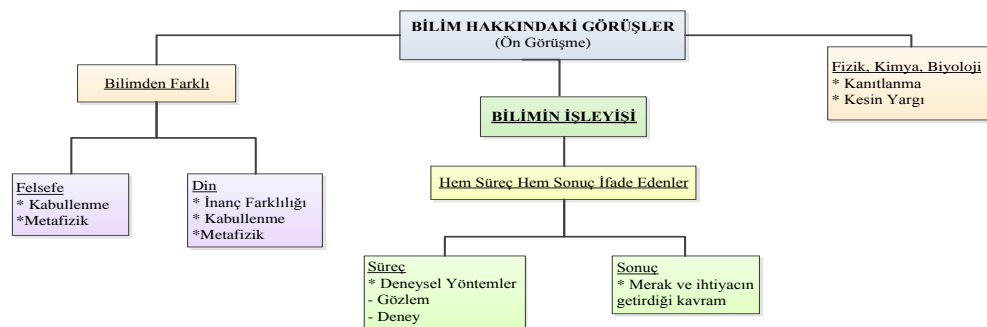 BİLİM HAKKINDAKİ GÖRÜŞLER
(Ön Görüşme)
Bilimden Farklı
Felsefe
* Kabullenme
*Metafizik
Din
* İnanç Farklılığı
* Kabullenme
*Metafizik
BİLİMİN İŞLEYİŞİ
Hem Süreç Hem Sonuç İfade Edenler
Süreç
* Deneysel Yöntemler
- Gözlem
- Deney
Sonuç
* Merak ve ihtiyacın
getirdiği kavram
Fizik, Kimya, Biyoloji
* Kanıtlanma
* Kesin Yargı